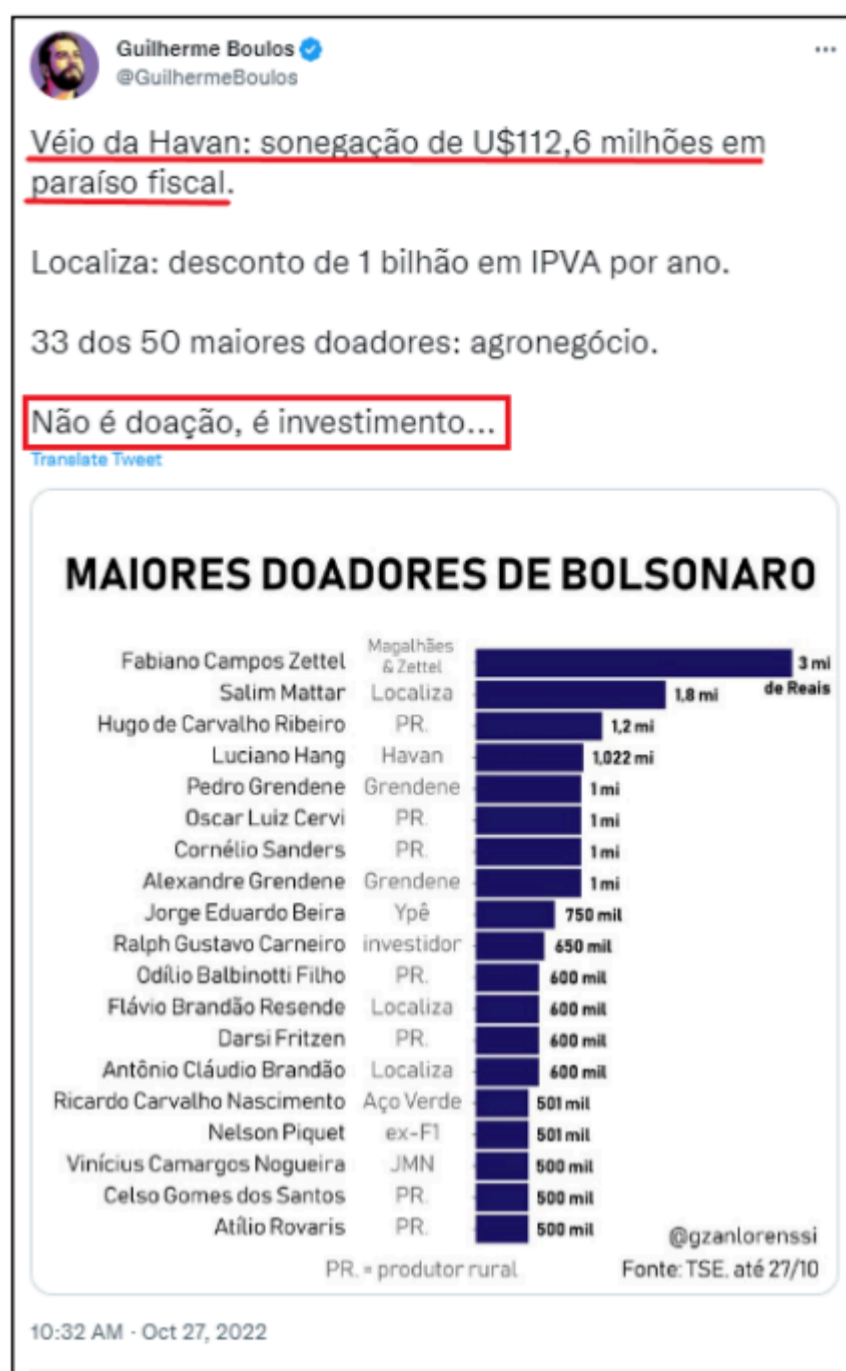 Guilherme Boulos
@GuilhermeBoulos
Véio da Havan: sonegação de U$112,6 milhões em
paraíso fiscal.
Localiza: desconto de 1 bilhão em IPVA por ano.
33 dos 50 maiores doadores: agronegócio.
Não é doação, é investimento...
Translate Tweet
MAIORES DOADORES DE BOLSONARO
Fabiano Campos Zettel Magalhães & Zettel 3 mi de Reais
Salim Mattar Localiza 1,8 mi
Hugo de Carvalho Ribeiro PR. 1,2 mi
Luciano Hang Havan 1,022 mi
Pedro Grendene Grendene 1 mi
Oscar Luiz Cervi PR. 1 mi
Cornélio Sanders PR. 1 mi
Alexandre Grendene Grendene 1 mi
Jorge Eduardo Beira Ypê 750 mil
Ralph Gustavo Carneiro investidor 650 mil
Odílio Balbinotti Filho PR. 600 mil
Flávio Brandão Resende Localiza 600 mil
Darsi Fritzen PR. 600 mil
Antônio Cláudio Brandão Localiza 600 mil
Ricardo Carvalho Nascimento Aço Verde 501 mil
Nelson Piquet ex-F1 501 mil
Vinícius Camargos Nogueira JMN 500 mil
Celso Gomes dos Santos PR. 500 mil
Atílio Rovaris PR. 500 mil
@gzanlorenssi
PR. = produtor rural Fonte: TSE, até 27/10
10:32 AM · Oct 27, 2022